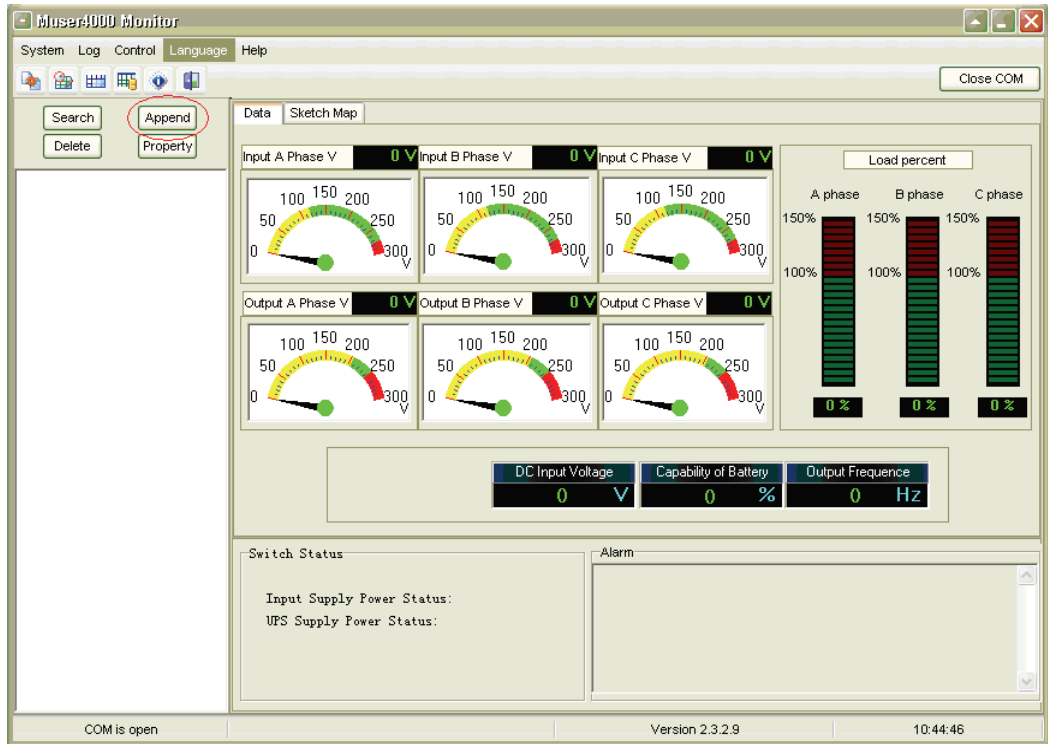 Muser4000 Monitor
System Log Control Language Help
Close COM
Search Append
Delete Property
Data Sketch Map
Input A Phase V 0 V Input B Phase V 0 V Input C Phase V 0 V
0 50 100 150 200 250 300 V
0 50 100 150 200 250 300 V
0 50 100 150 200 250 300 V
Output A Phase V 0 V Output B Phase V 0 V Output C Phase V 0 V
0 50 100 150 200 250 300 V
0 50 100 150 200 250 300 V
0 50 100 150 200 250 300 V
Load percent
A phase B phase C phase
150% 150% 150%
100% 100% 100%
0 % 0 % 0 %
DC Input Voltage Capability of Battery Output Frequence
0 V 0 % 0 Hz
Switch Status
Input Supply Power Status:
UPS Supply Power Status:
Alarm
COM is open Version 2.3.2.9 10:44:46